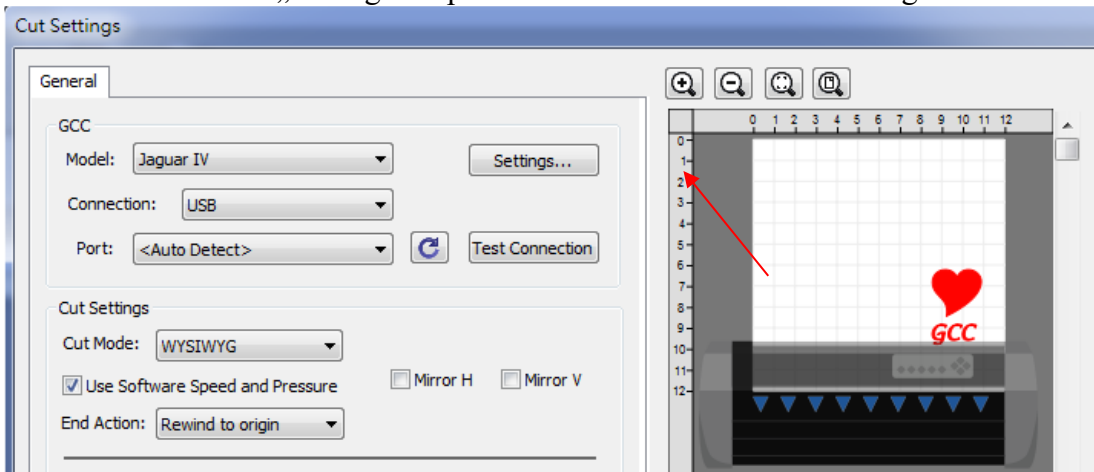 Cut Settings
General
GCC
Model: Jaguar IV Settings...
Connection: USB
Port: <Auto Detect> Test Connection
Cut Settings
Cut Mode: WYSIWYG
Use Software Speed and Pressure Mirror H Mirror V
End Action: Rewind to origin
0 1 2 3 4 5 6 7 8 9 10 11 12
0
1
2
3
4
5
6
7
8
9
10
11
12
GCC